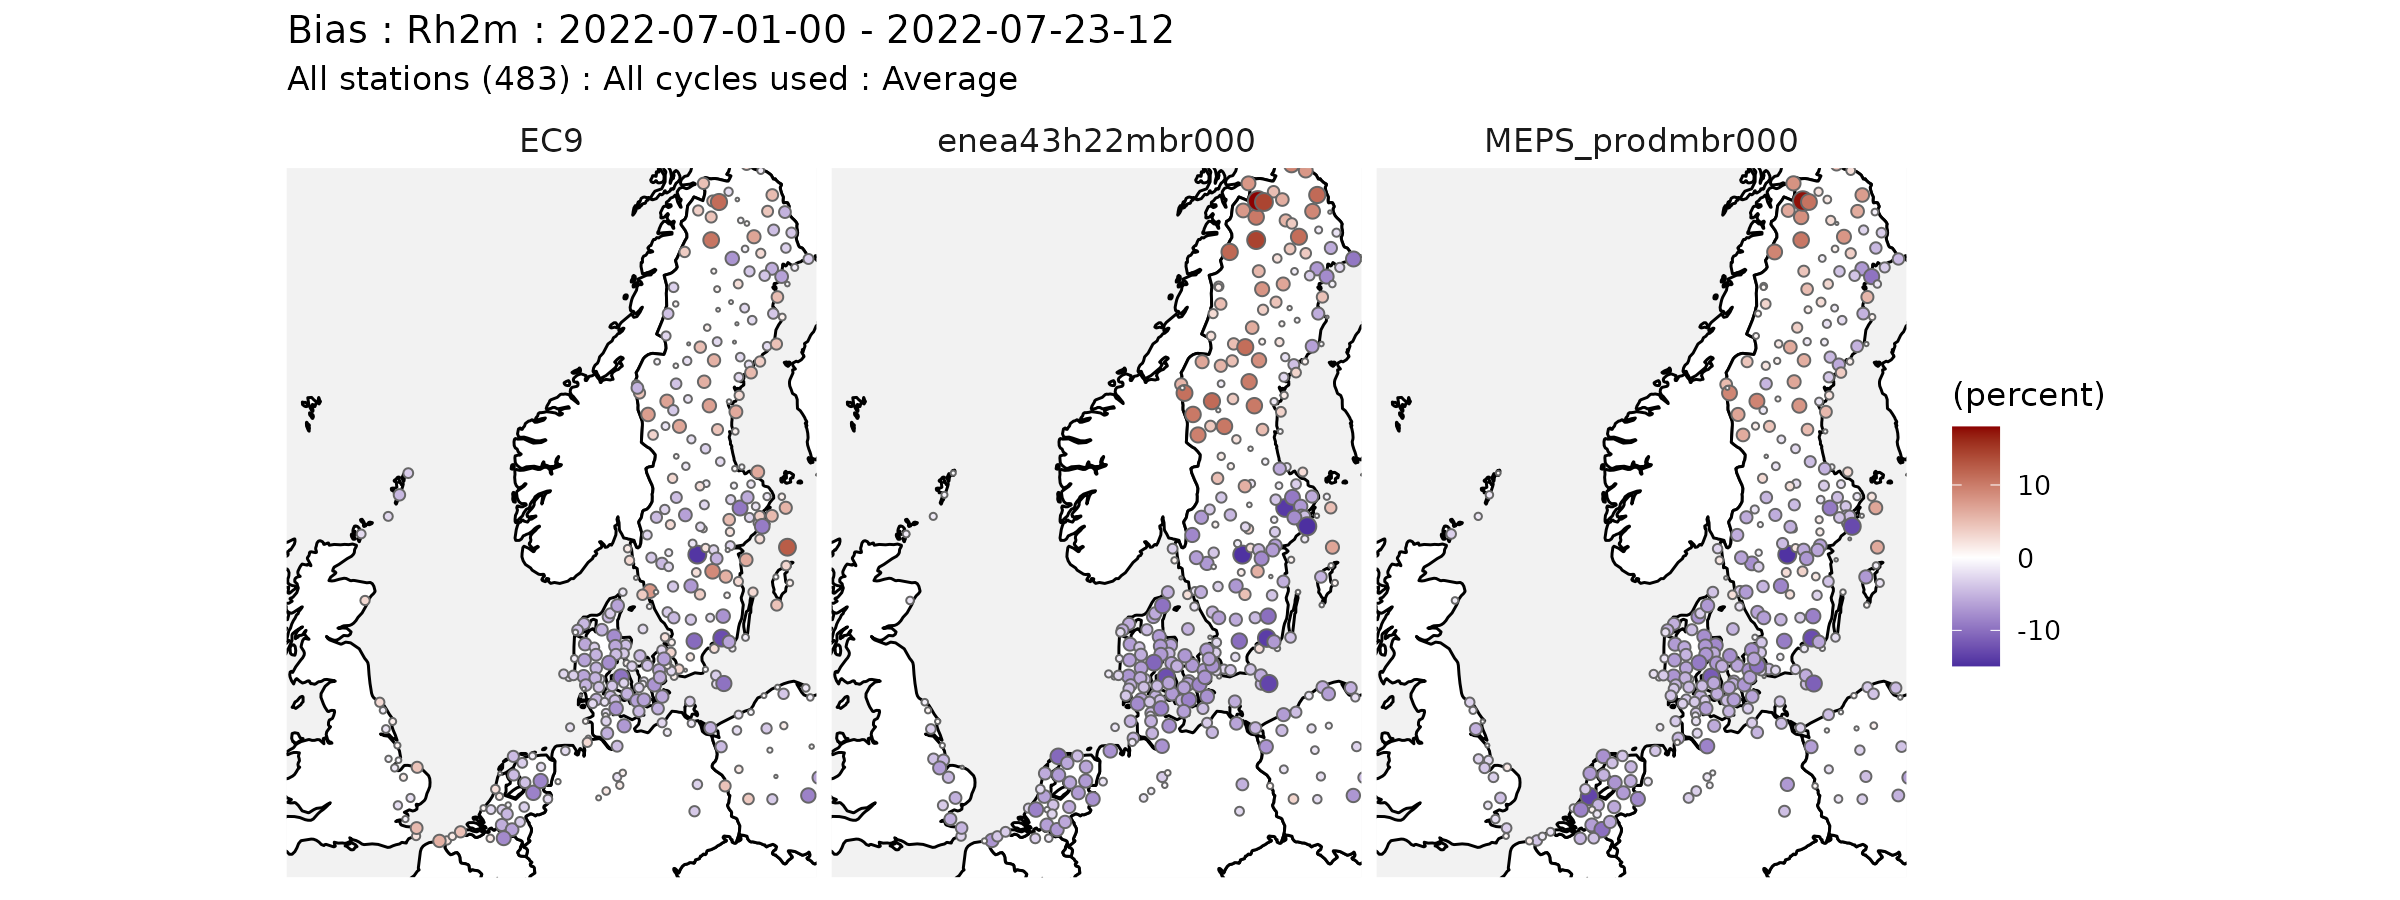 Bias : Rh2m : 2022-07-01-00 - 2022-07-23-12
All stations (483) : All cycles used : Average
EC9
enea43h22mbr000
MEPS_prodmbr000
(percent)
10
0
-10